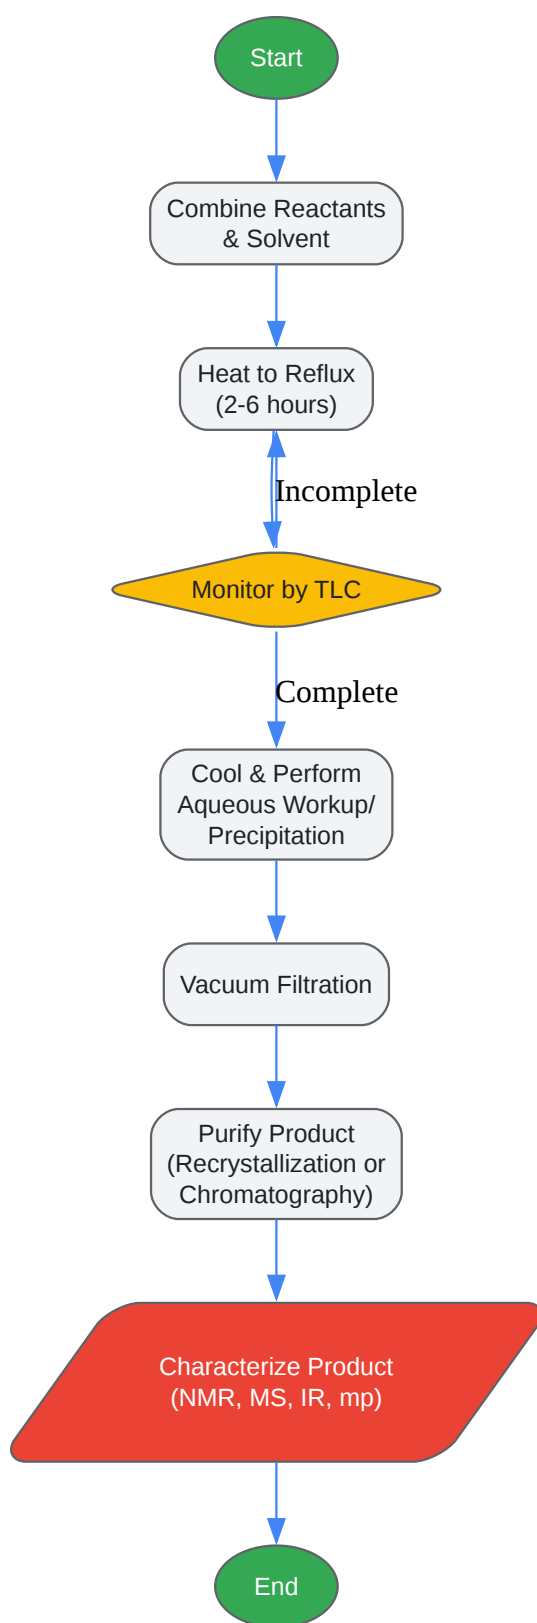 Start
Combine Reactants
& Solvent
Heat to Reflux
(2-6 hours)
Incomplete
Monitor by TLC
Complete
Cool & Perform
Aqueous Workup/
Precipitation
Vacuum Filtration
Purify Product
(Recrystallization or
Chromatography)
Characterize Product
(NMR, MS, IR, mp)
End